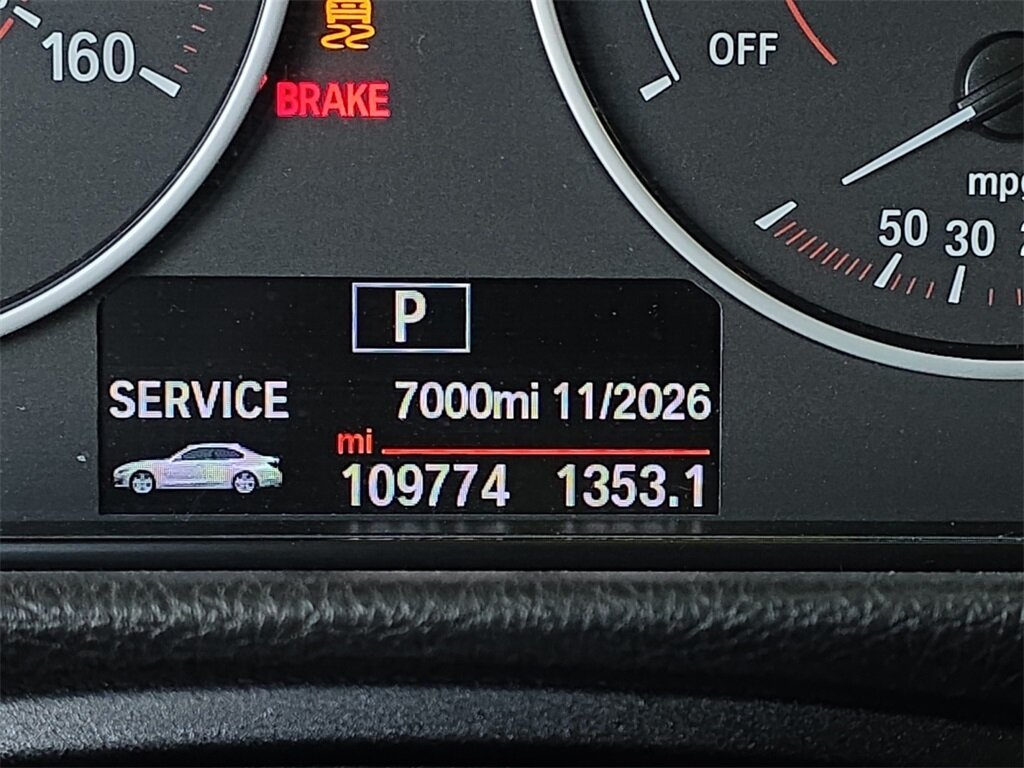 160
BRAKE
OFF
mpg
50 30
P
SERVICE 7000mi 11/2026
mi
109774 1353.1